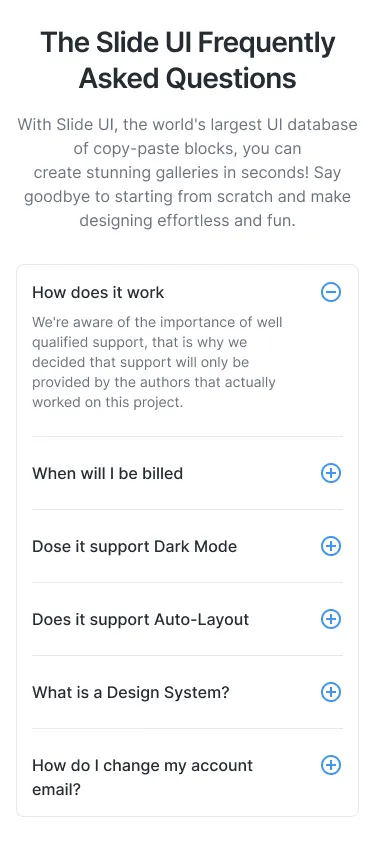 The Slide UI Frequently
Asked Questions
With Slide UI, the world's largest UI database
of copy-paste blocks, you can
create stunning galleries in seconds! Say
goodbye to starting from scratch and make
designing effortless and fun.
How does it work
We're aware of the importance of well
qualified support, that is why we
decided that support will only be
provided by the authors that actually
worked on this project.
When will I be billed
Dose it support Dark Mode
Does it support Auto-Layout
What is a Design System?
How do I change my account
email?